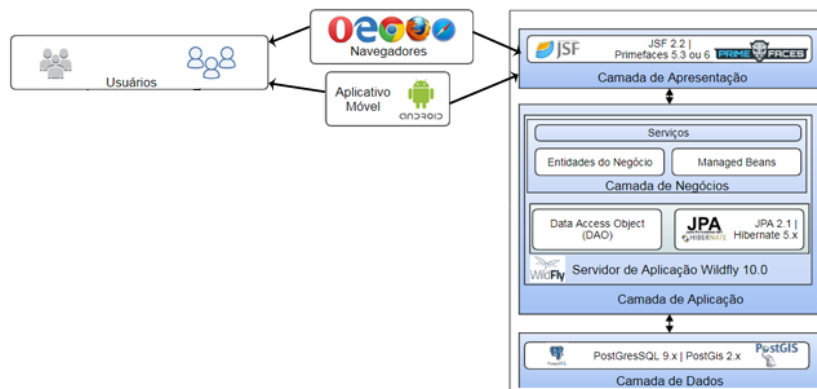 Usuários
Navegadores
Aplicativo
Móvel
ANDROID
JSF
JSF 2.2 |
Primefaces 5.3 ou 6
PRIMEFACES
Camada de Apresentação
Serviços
Entidades do Negócio
Managed Beans
Camada de Negócios
Data Access Object
(DAO)
JPA
HIBERNATE
JPA 2.1 |
Hibernate 5.x
WildFly
Servidor de Aplicação Wildfly 10.0
Camada de Aplicação
PostGresSQL 9.x | PostGis 2.x
PostGIS
Camada de Dados